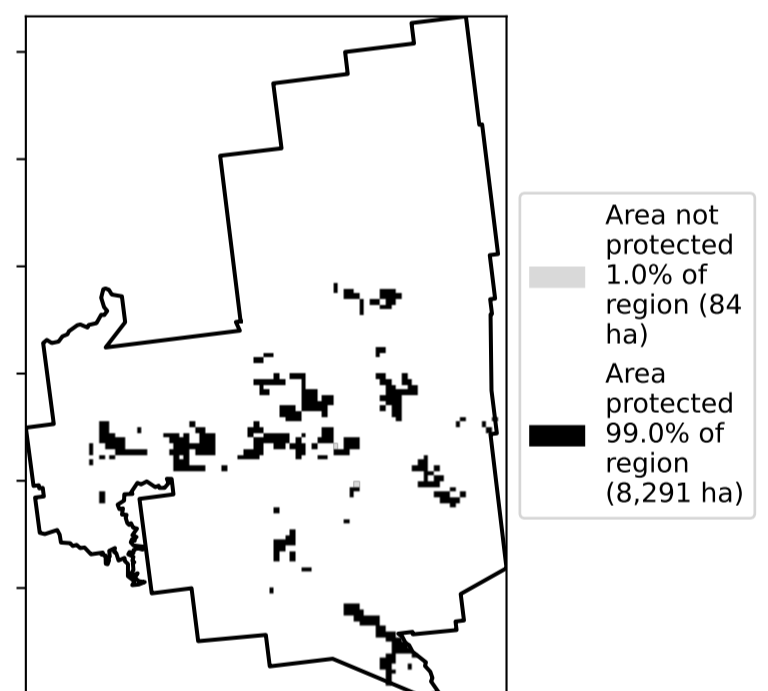 Area not
protected
1.0% of
region (84
ha)
Area
protected
99.0% of
region
(8,291 ha)